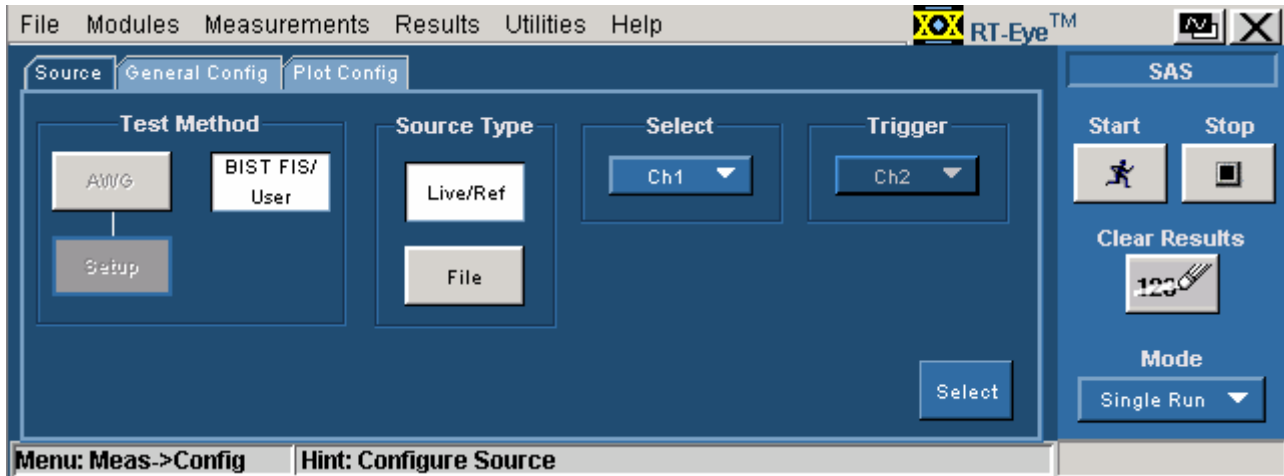 File Modules Measurements Results Utilities Help RT-Eye™
Source General Config Plot Config
SAS
Test Method Source Type Select Trigger
Start Stop
AWG BIST FIS/
User
Live/Ref
Ch1 Ch2
Setup
File
Clear Results
123
Mode
Select
Single Run
Menu: Meas->Config Hint: Configure Source